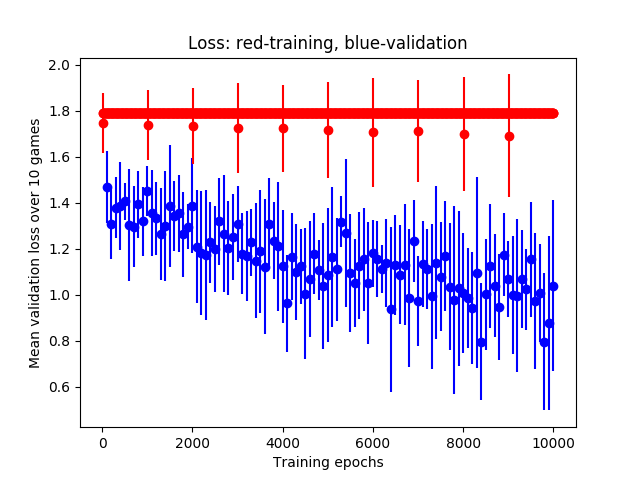 Loss: red-training, blue-validation
2.0
1.8
1.6
1.4
1.2
1.0
0.8
0.6
Mean validation loss over 10 games
0 2000 4000 6000 8000 10000
Training epochs